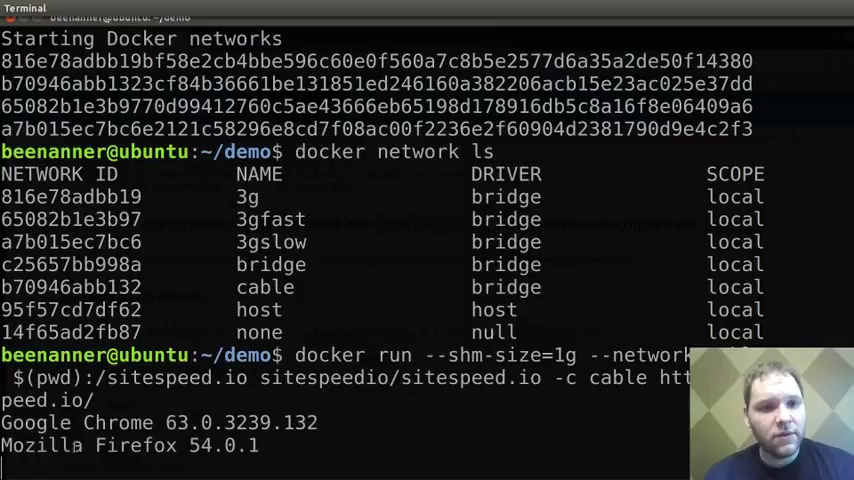 Terminal
beenanner@ubuntu: ~/demo
Starting Docker networks
816e78adbb19bf58e2cb4bbe596c60e0f560a7c8b5e2577d6a35a2de50f14380
b70946abb1323cf84b36661be131851ed246160a382206acb15e23ac025e37dd
65082b1e3b9770d99412760c5ae43666eb65198d178916db5c8a16f8e06409a6
a7b015ec7bc6e2121c58296e8cd7f08ac00f2236e2f60904d2381790d9e4c2f3
beenanner@ubuntu:~/demo$ docker network ls
NETWORK ID NAME DRIVER SCOPE
816e78adbb19 3g bridge local
65082b1e3b97 3gfast bridge local
a7b015ec7bc6 3gslow bridge local
c25657bb998a bridge bridge local
b70946abb132 cable bridge local
95f57cd7df62 host host local
14f65ad2fb87 none null local
beenanner@ubuntu:~/demo$ docker run --shm-size=1g --network
$(pwd):/sitespeed.io sitespeedio/sitespeed.io -c cable htt
peed.io/
Google Chrome 63.0.3239.132
Mozilla Firefox 54.0.1